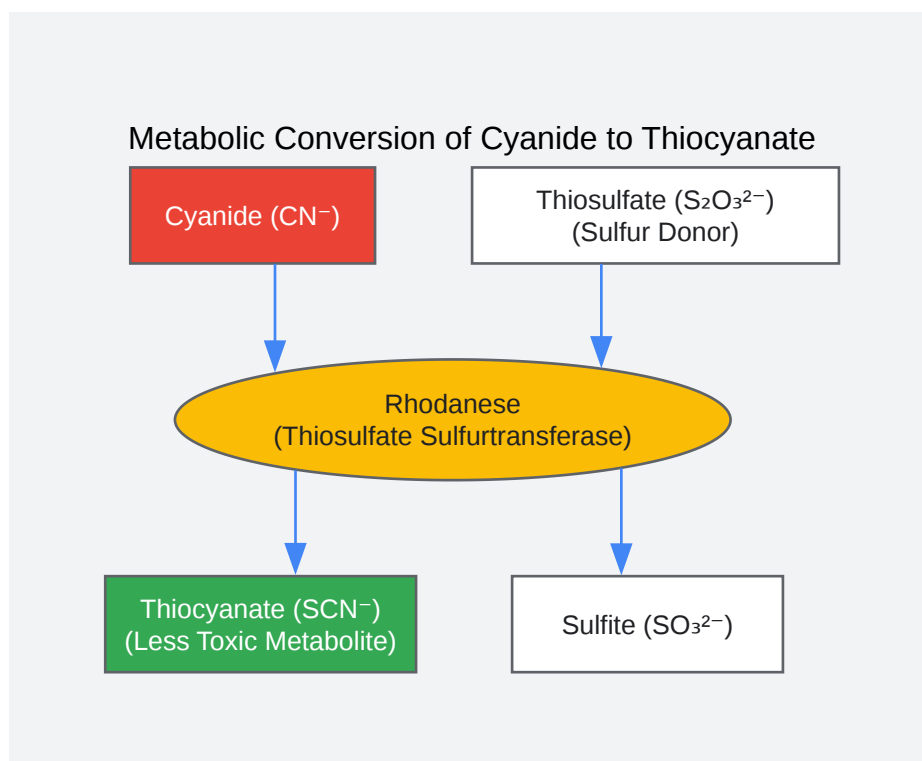 Metabolic Conversion of Cyanide to Thiocyanate
Cyanide (CN⁻)
Thiosulfate (S₂O₃²⁻)
(Sulfur Donor)
Rhodanese
(Thiosulfate Sulfurtransferase)
Thiocyanate (SCN⁻)
(Less Toxic Metabolite)
Sulfite (SO₃²⁻)